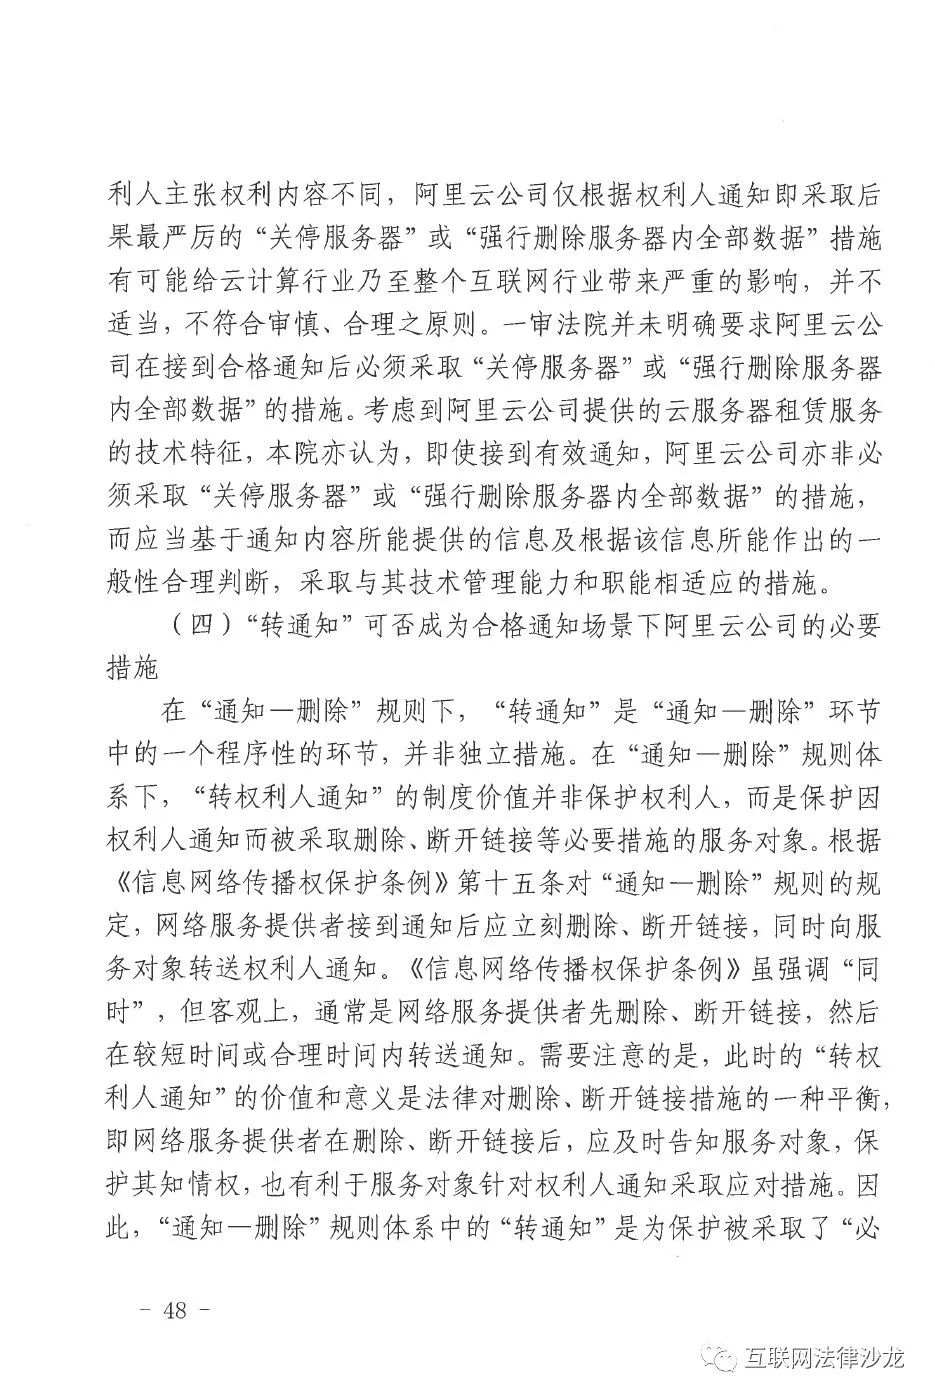 利人主张权利内容不同，阿里云公司仅根据权利人通知即采取后
果最严厉的“关停服务器”或“强行删除服务器内全部数据”措施
有可能给云计算行业乃至整个互联网行业带来严重的影响，并不
适当，不符合审慎、合理之原则。一审法院并未明确要求阿里云公
司在接到合格通知后必须采取“关停服务器”或“强行删除服务器
内全部数据”的措施。考虑到阿里云公司提供的云服务器租赁服务
的技术特征，本院亦认为，即使接到有效通知，阿里云公司亦非必
须采取“关停服务器”或“强行删除服务器内全部数据”的措施，
而应当基于通知内容所能提供的信息及根据该信息所能作出的一
般性合理判断，采取与其技术管理能力和职能相适应的措施。
（四）“转通知”可否成为合格通知场景下阿里云公司的必要
措施
在“通知—删除”规则下，“转通知”是“通知—删除”环节
中的一个程序性的环节，并非独立措施。在“通知—删除”规则体
系下，“转权利人通知”的制度价值并非保护权利人，而是保护因
权利人通知而被采取删除、断开链接等必要措施的服务对象。根据
《信息网络传播权保护条例》第十五条对“通知—删除”规则的规
定，网络服务提供者接到通知后应立刻删除、断开链接，同时向服
务对象转送权利人通知。《信息网络传播权保护条例》虽强调“同
时”，但客观上，通常是网络服务提供者先删除、断开链接，然后
在较短时间或合理时间内转送通知。需要注意的是，此时的“转权
利人通知”的价值和意义是法律对删除、断开链接措施的一种平衡，
即网络服务提供者在删除、断开链接后，应及时告知服务对象，保
护其知情权，也有利于服务对象针对权利人通知采取应对措施。因
此，“通知—删除”规则体系中的“转通知”是为保护被采取了“必
- 48 -
互联网法律沙龙